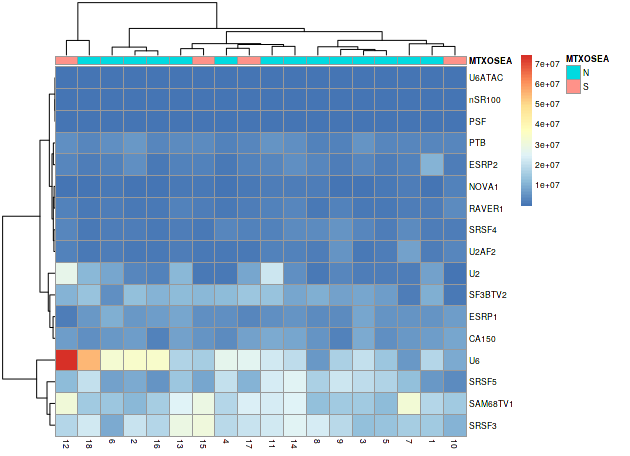 MTXOSEA
U6ATAC
nSR100
PSF
PTB
ESRP2
NOVA1
RAVER1
SRSF4
U2AF2
U2
SF3BTV2
ESRP1
CA150
U6
SRSF5
SAM68TV1
SRSF3
12 18 6 2 16 13 15 4 17 11 14 8 9 3 5 7 1 10
7e+07
6e+07
5e+07
4e+07
3e+07
2e+07
1e+07
MTXOSEA
N
S